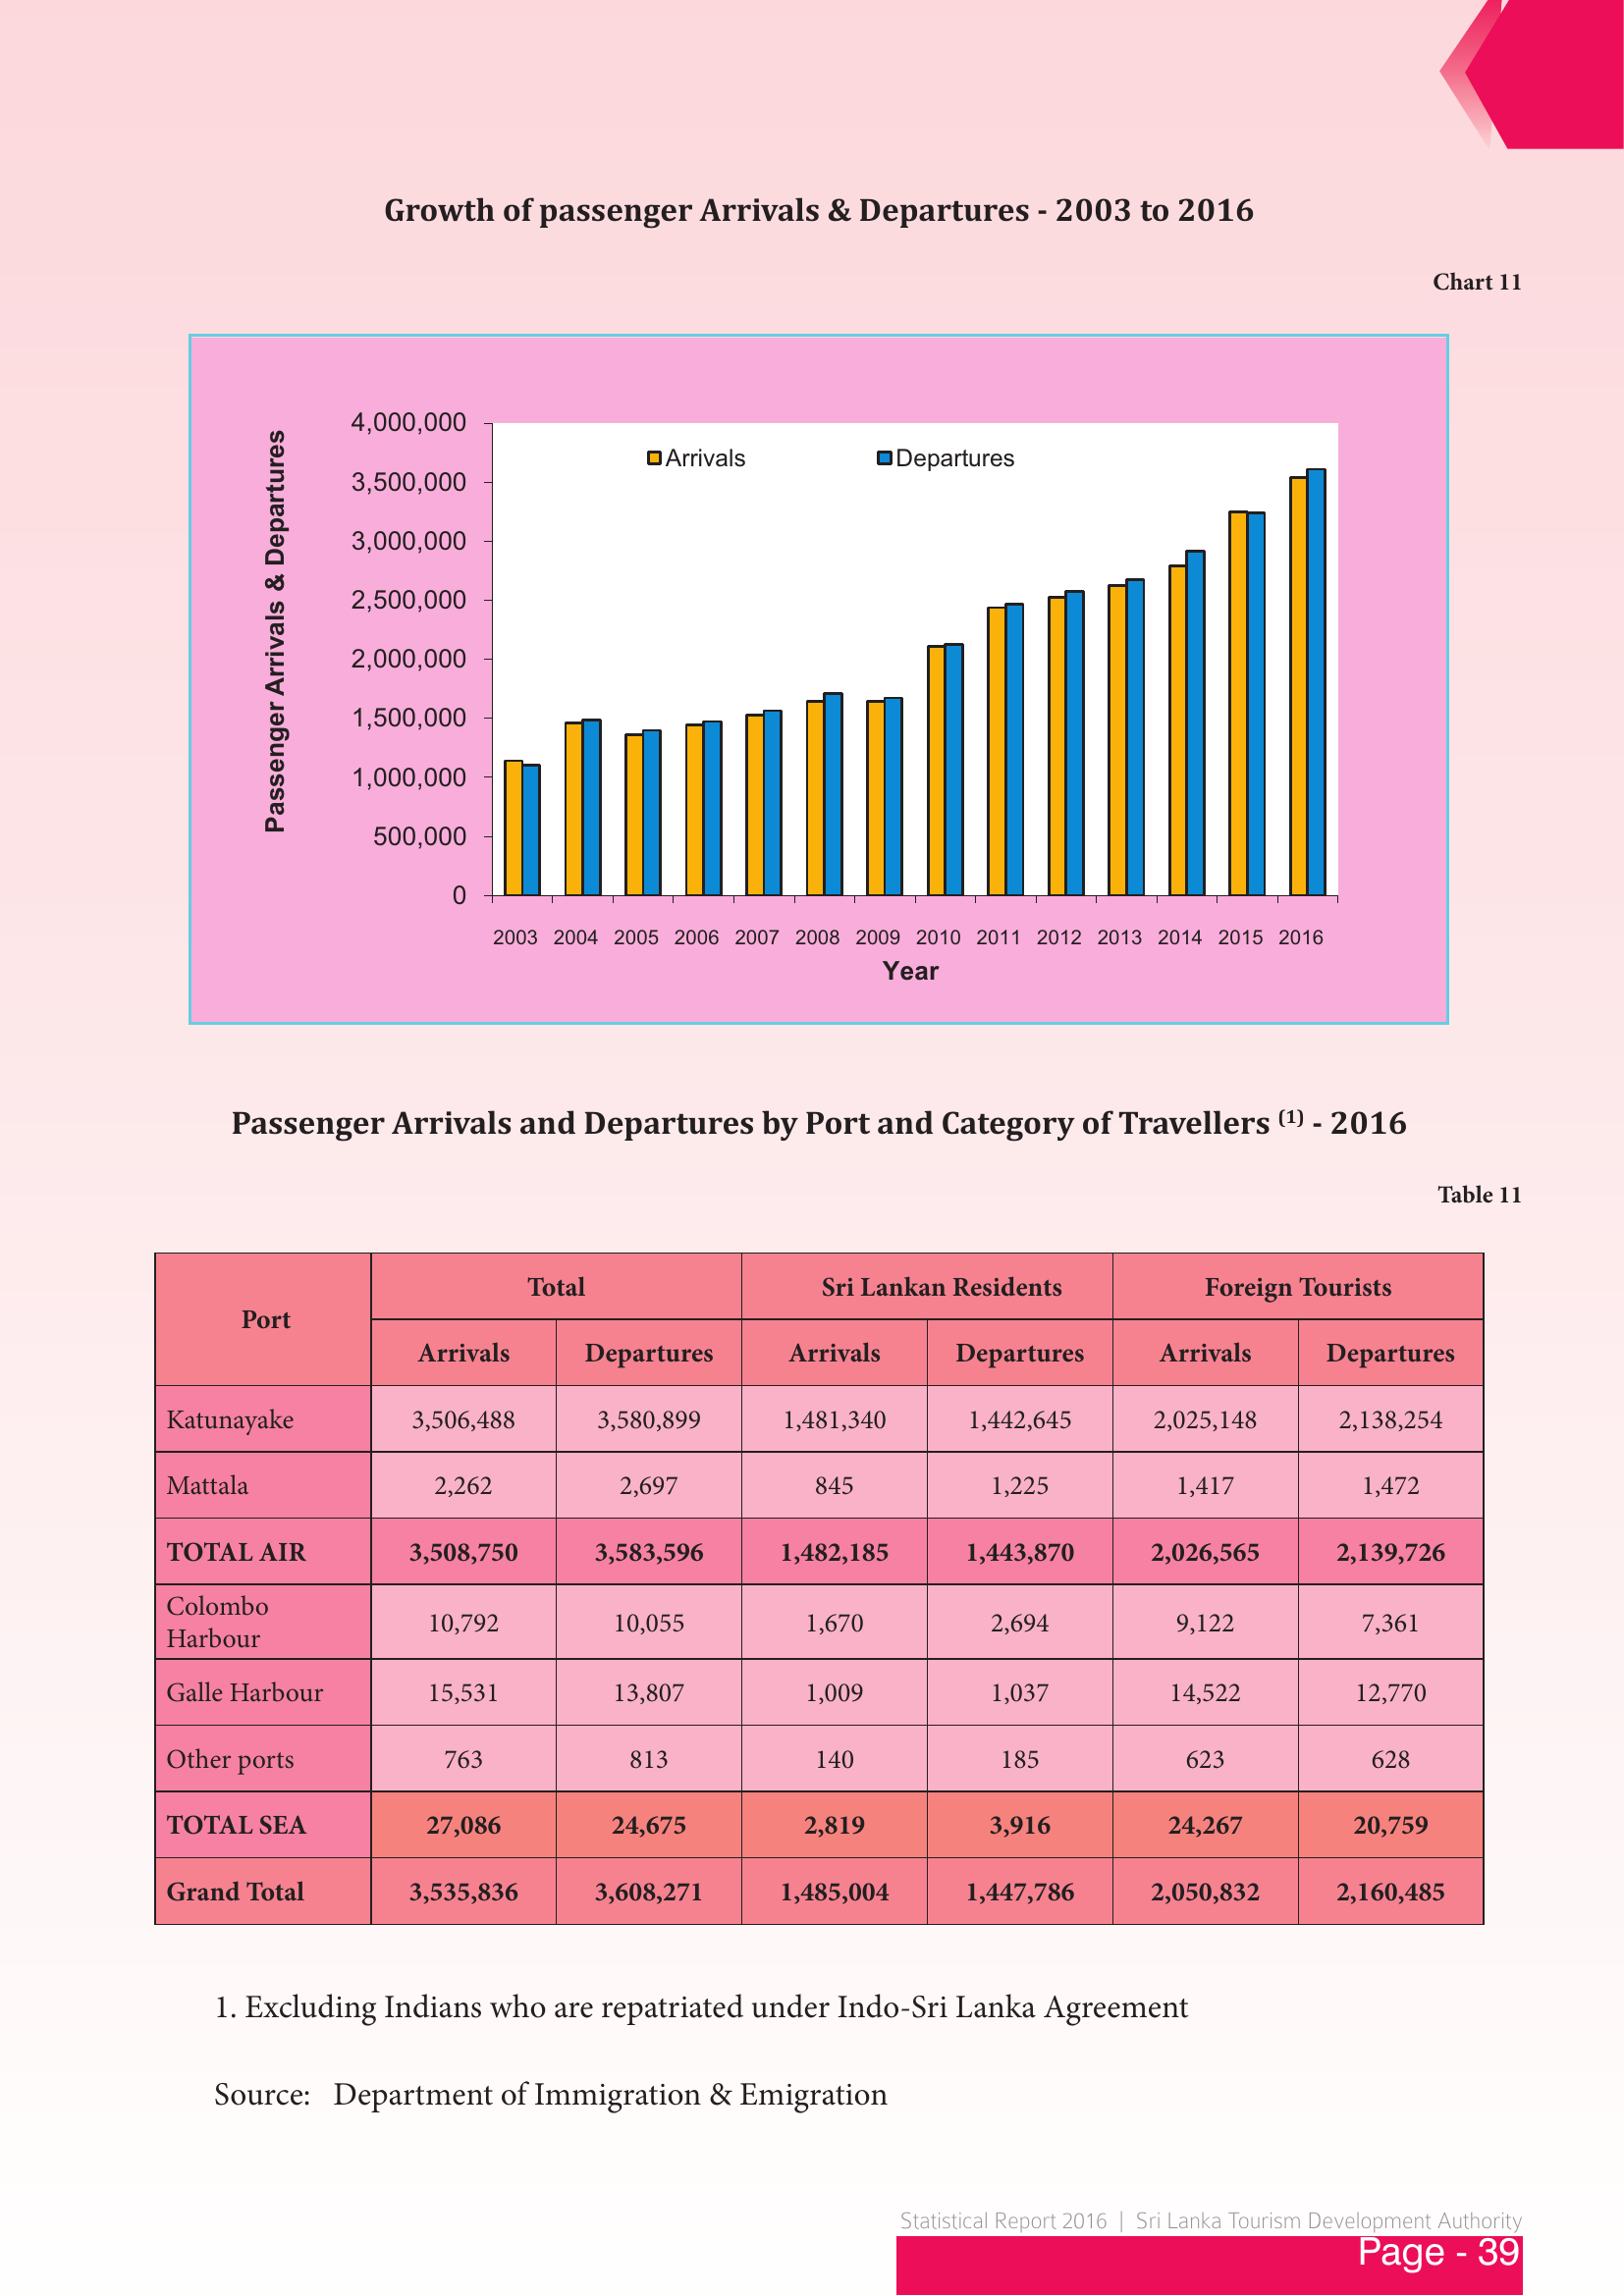 Growth of passenger Arrivals & Departures - 2003 to 2016
Chart 11
Passenger Arrivals & Departures
4,000,000
3,500,000
3,000,000
2,500,000
2,000,000
1,500,000
1,000,000
500,000
0
Arrivals Departures
2003 2004 2005 2006 2007 2008 2009 2010 2011 2012 2013 2014 2015 2016
Year
Passenger Arrivals and Departures by Port and Category of Travellers (1) - 2016
Table 11
Port Total Sri Lankan Residents Foreign Tourists
Arrivals Departures Arrivals Departures Arrivals Departures
Katunayake 3,506,488 3,580,899 1,481,340 1,442,645 2,025,148 2,138,254
Mattala 2,262 2,697 845 1,225 1,417 1,472
TOTAL AIR 3,508,750 3,583,596 1,482,185 1,443,870 2,026,565 2,139,726
Colombo
Harbour 10,792 10,055 1,670 2,694 9,122 7,361
Galle Harbour 15,531 13,807 1,009 1,037 14,522 12,770
Other ports 763 813 140 185 623 628
TOTAL SEA 27,086 24,675 2,819 3,916 24,267 20,759
Grand Total 3,535,836 3,608,271 1,485,004 1,447,786 2,050,832 2,160,485
1. Excluding Indians who are repatriated under Indo-Sri Lanka Agreement
Source: Department of Immigration & Emigration
Statistical Report 2016 | Sri Lanka Tourism Development Authority
Page - 39